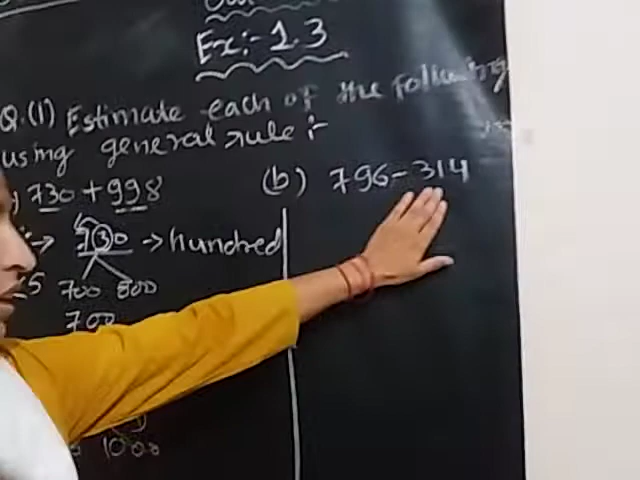 Ex:- 1.3
Q.(1) Estimate each of the following
using general rule :-
730 + 998
(b) 796 - 314
730 → hundred
5 700 800
700
1000